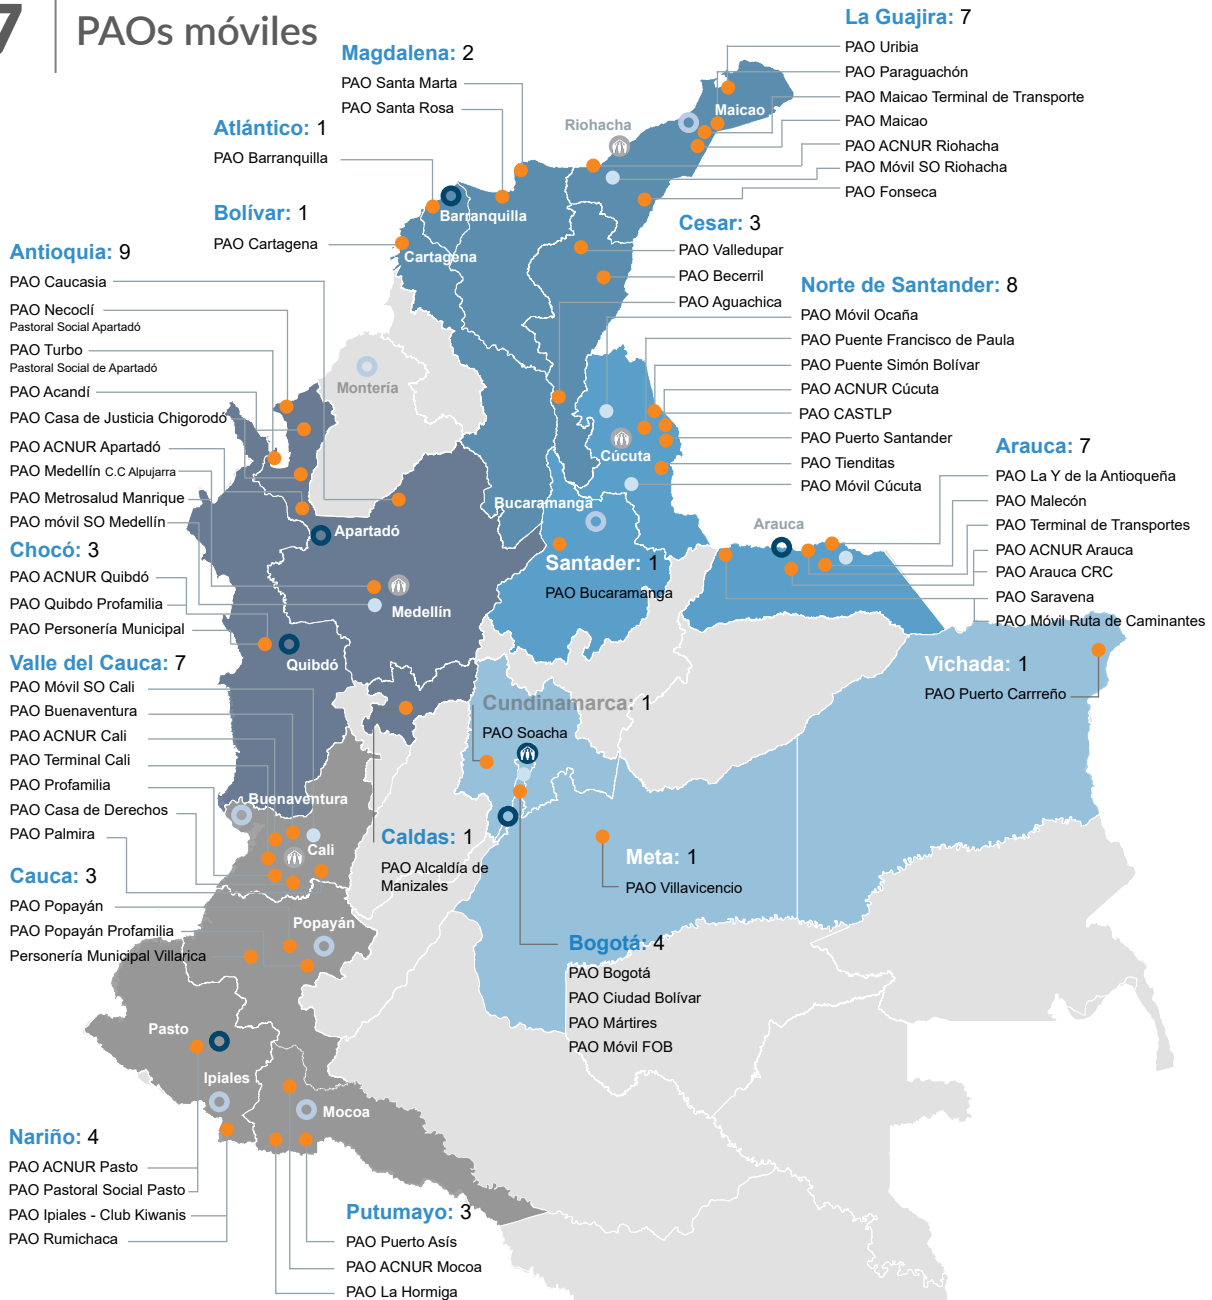 7
PAOs móviles
La Guajira: 7
PAO Uribia
PAO Paraguachón
PAO Maicao Terminal de Transporte
PAO Maicao
PAO ACNUR Riohacha
PAO Móvil SO Riohacha
PAO Fonseca
Magdalena: 2
PAO Santa Marta
PAO Santa Rosa
Atlántico: 1
PAO Barranquilla
Bolívar: 1
PAO Cartagena
Riohacha
Maicao
Barranquilla
Cartagena
Cesar: 3
PAO Valledupar
PAO Becerril
PAO Aguachica
Antioquia: 9
PAO Caucasia
PAO Necoclí
Pastoral Social Apartadó
PAO Turbo
Pastoral Social de Apartadó
PAO Acandí
PAO Casa de Justicia Chigorodó
PAO ACNUR Apartadó
PAO Medellín C.C Alpujarra
PAO Metrosalud Manrique
PAO móvil SO Medellín
Norte de Santander: 8
PAO Móvil Ocaña
PAO Puente Francisco de Paula
PAO Puente Simón Bolívar
PAO ACNUR Cúcuta
PAO CASTLP
PAO Puerto Santander
PAO Tienditas
PAO Móvil Cúcuta
Montería
Cúcuta
Bucaramanga
Apartadó
Arauca
Arauca: 7
PAO La Y de la Antioqueña
PAO Malecón
PAO Terminal de Transportes
PAO ACNUR Arauca
PAO Arauca CRC
PAO Saravena
PAO Móvil Ruta de Caminantes
Chocó: 3
PAO ACNUR Quibdó
PAO Quibdo Profamilia
PAO Personería Municipal
Santader: 1
PAO Bucaramanga
Medellín
Quibdó
Valle del Cauca: 7
PAO Móvil SO Cali
PAO Buenaventura
PAO ACNUR Cali
PAO Terminal Cali
PAO Profamilia
PAO Casa de Derechos
PAO Palmira
Vichada: 1
PAO Puerto Carrreño
Cundinamarca: 1
PAO Soacha
Buenaventura
Cali
Caldas: 1
PAO Alcaldía de
Manizales
Meta: 1
PAO Villavicencio
Cauca: 3
PAO Popayán
PAO Popayán Profamilia
Personería Municipal Villarica
Popayán
Bogotá: 4
PAO Bogotá
PAO Ciudad Bolívar
PAO Mártires
PAO Móvil FOB
Pasto
Ipiales
Mocoa
Nariño: 4
PAO ACNUR Pasto
PAO Pastoral Social Pasto
PAO Ipiales - Club Kiwanis
PAO Rumichaca
Putumayo: 3
PAO Puerto Asís
PAO ACNUR Mocoa
PAO La Hormiga